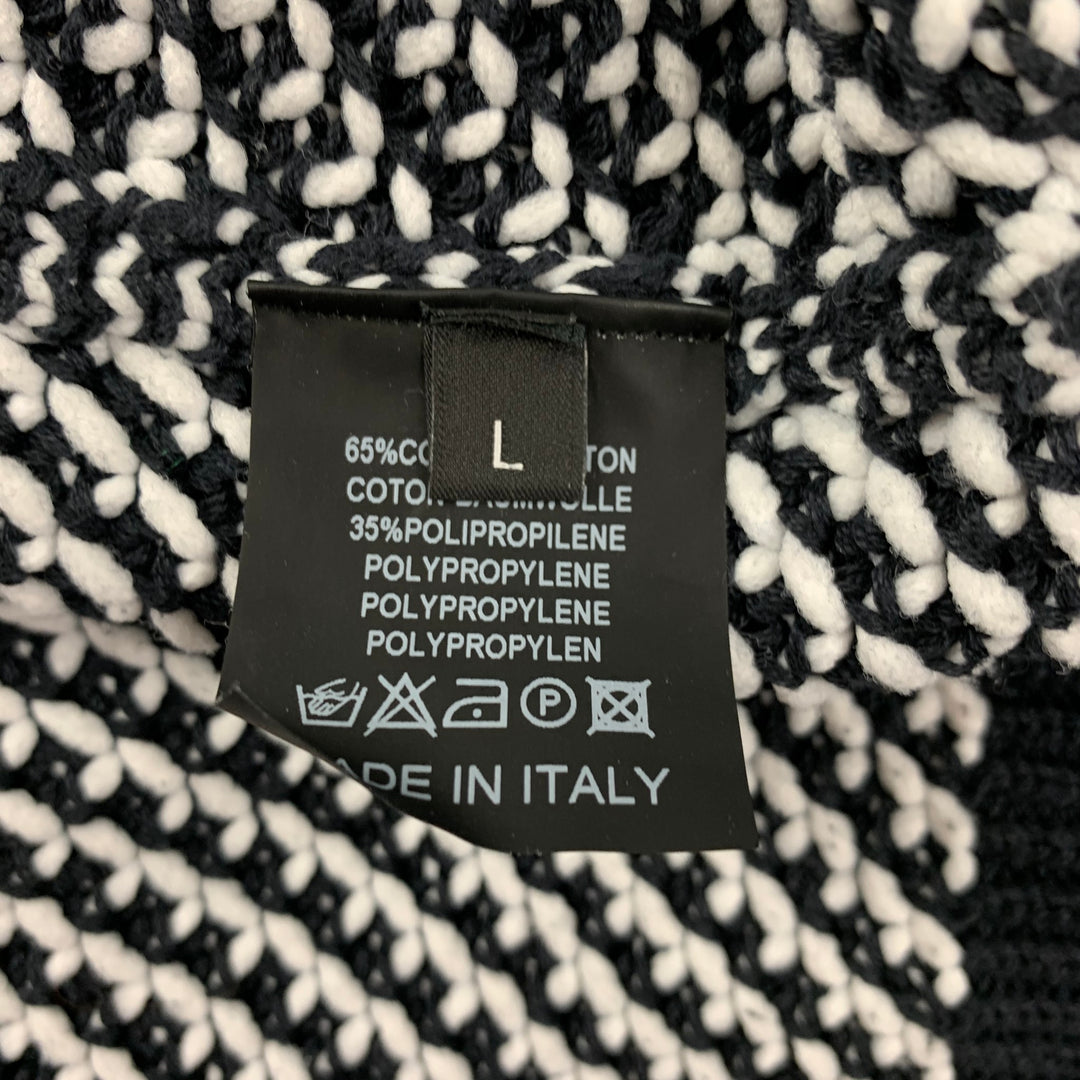 L
65%CO TON
COTON BAUMWOLLE
35%POLIPROPILENE
POLYPROPYLENE
POLYPROPYLENE
POLYPROPYLEN
P
ADE IN ITALY